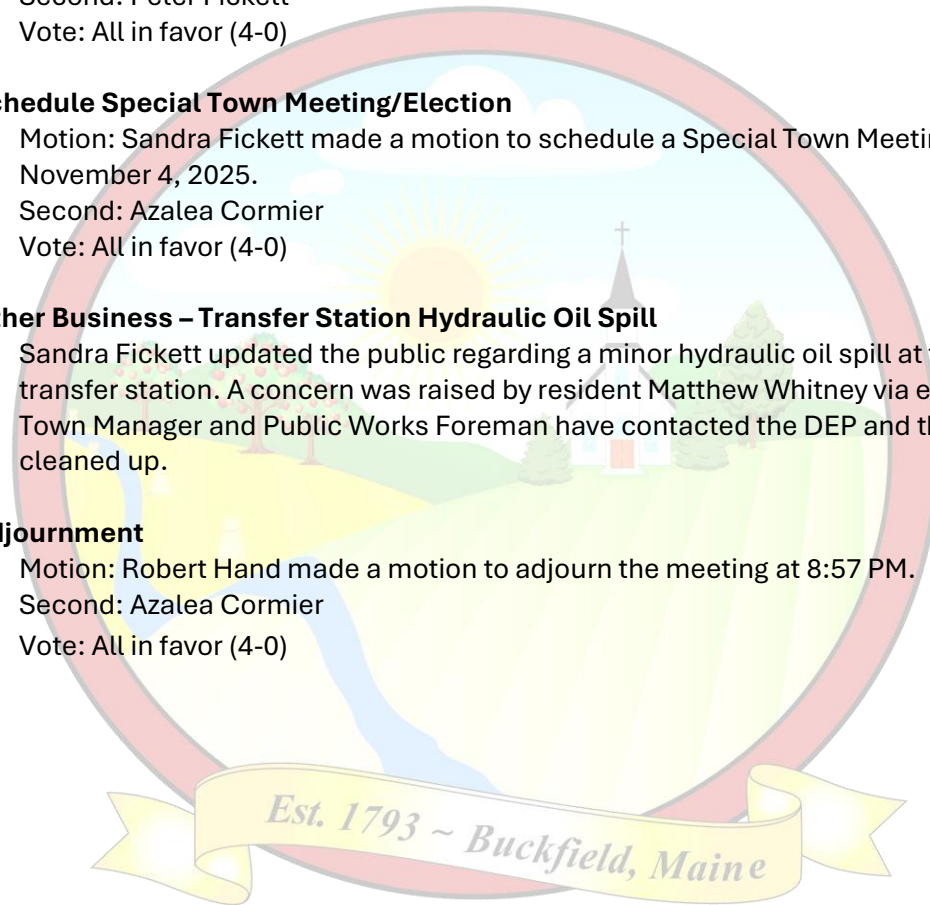 Second: Peter Fickett
Vote: All in favor (4-0)
chedule Special Town Meeting/Election
Motion: Sandra Fickett made a motion to schedule a Special Town Meetin
November 4, 2025.
Second: Azalea Cormier
Vote: All in favor (4-0)
ther Business – Transfer Station Hydraulic Oil Spill
Sandra Fickett updated the public regarding a minor hydraulic oil spill at t
transfer station. A concern was raised by resident Matthew Whitney via e
Town Manager and Public Works Foreman have contacted the DEP and th
cleaned up.
djournment
Motion: Robert Hand made a motion to adjourn the meeting at 8:57 PM.
Second: Azalea Cormier
Vote: All in favor (4-0)
Est. 1793 ~ Buckfield, Maine